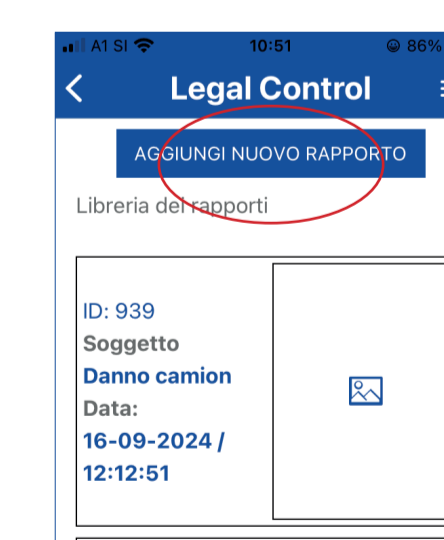 A1 SI 10:51 86%
Legal Control
AGGIUNGI NUOVO RAPPORTO
Libreria dei rapporti
ID: 939
Soggetto
Danno camion
Data:
16-09-2024 /
12:12:51